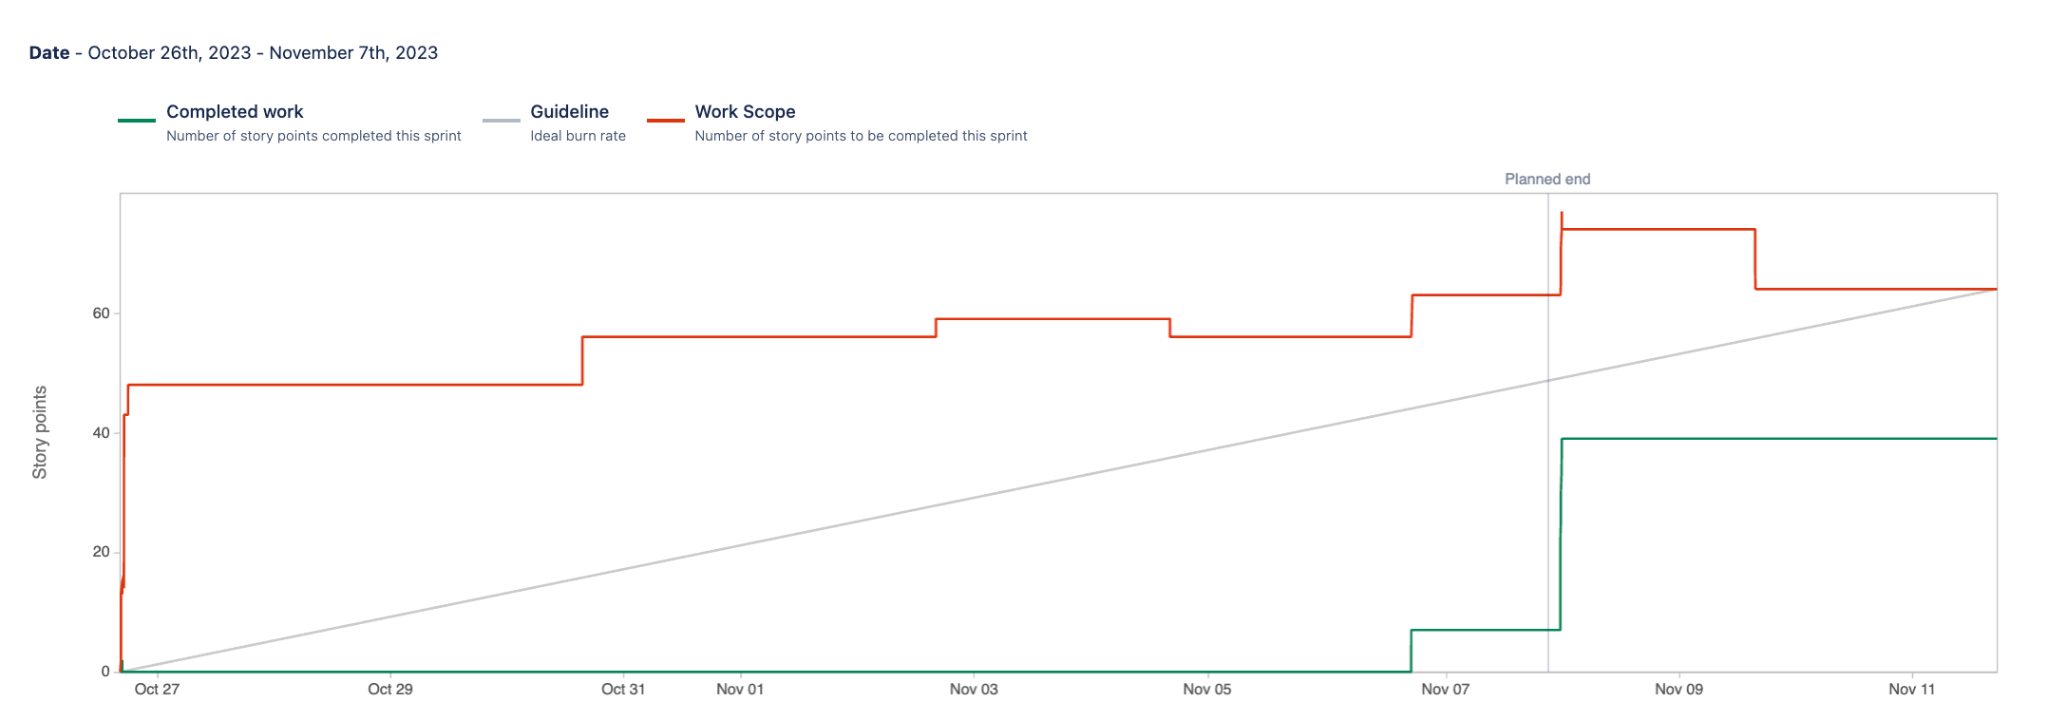 Date - October 26th, 2023 - November 7th, 2023
Completed work
Number of story points completed this sprint
Guideline
Ideal burn rate
Work Scope
Number of story points to be completed this sprint
Planned end
Story points
60
40
20
0
Oct 27
Oct 29
Oct 31
Nov 01
Nov 03
Nov 05
Nov 07
Nov 09
Nov 11